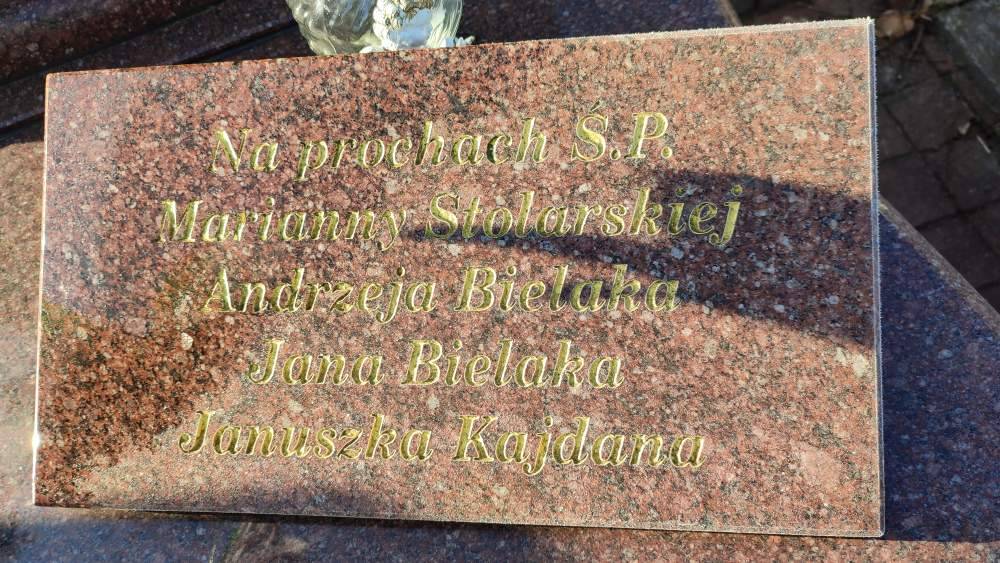 Na prochach Ś.P.
Marianny Stolarskiej
Andrzeja Bielaka
Jana Bielaka
Januszka Kajdana